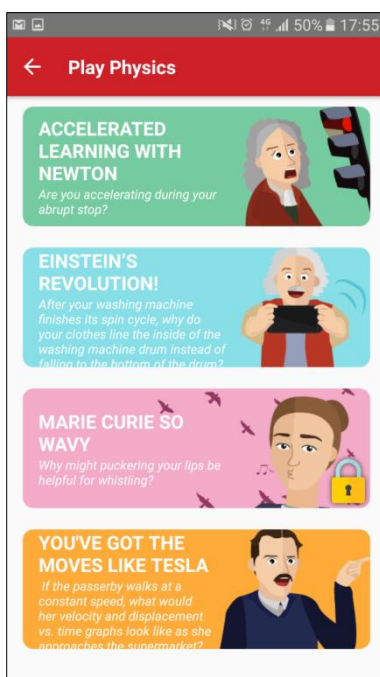 4G 50% 17:55
Play Physics
ACCELERATED
LEARNING WITH
NEWTON
Are you accelerating during your
abrupt stop?
EINSTEIN'S
REVOLUTION!
After your washing machine
finishes its spin cycle, why do
your clothes line the inside of the
washing machine drum instead of
falling to the bottom of the drum?
MARIE CURIE SO
WAVY
Why might puckering your lips be
helpful for whistling?
YOU'VE GOT THE
MOVES LIKE TESLA
If the passerby walks at a
constant speed, what would
her velocity and displacement
vs. time graphs look like as she
approaches the supermarket?